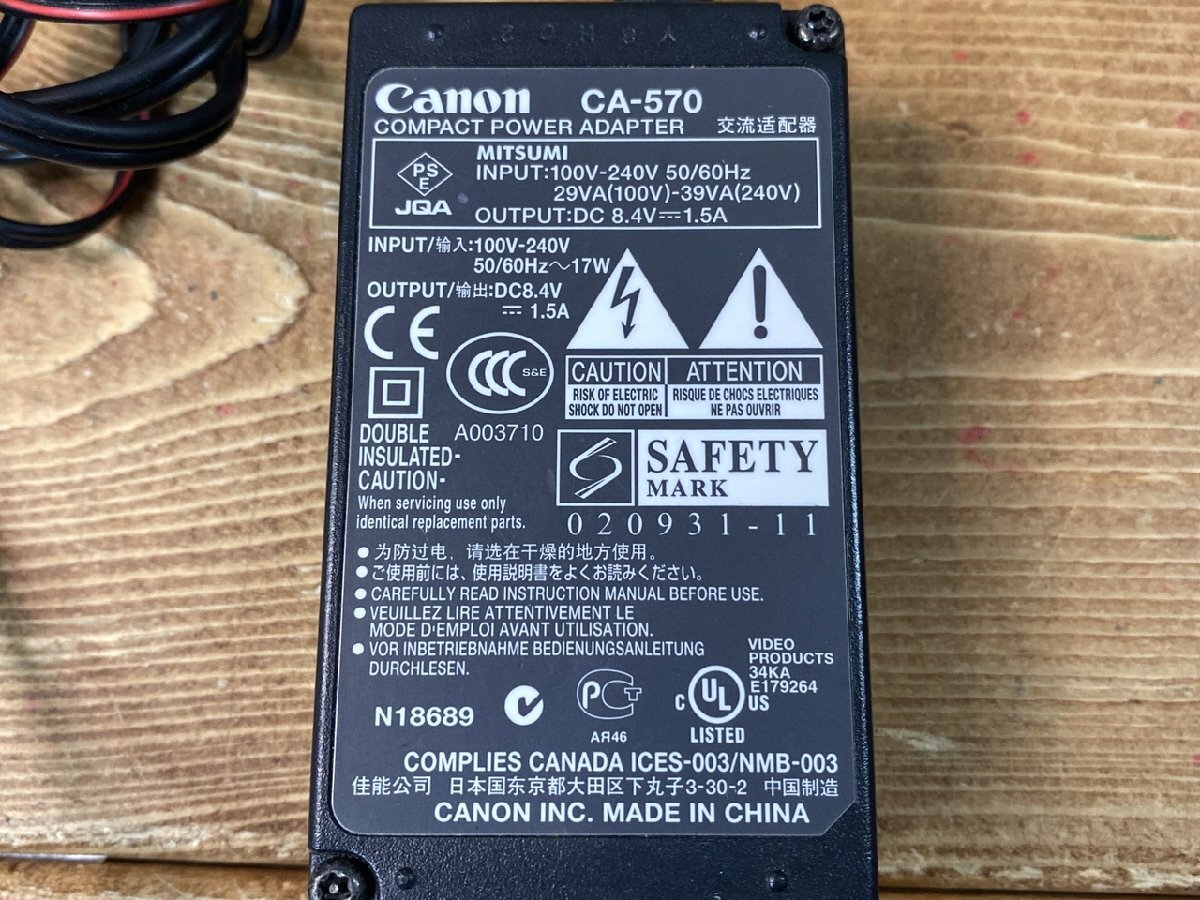 Canon CA-570
COMPACT POWER ADAPTER 交流适配器
PS
E
JQA
MITSUMI
INPUT:100V-240V 50/60Hz
29VA(100V)-39VA(240V)
OUTPUT:DC 8.4V⎓1.5A
INPUT/输入:100V-240V
50/60Hz～17W
OUTPUT/输出:DC8.4V
⎓ 1.5A
CE
CCC S&E
A003710
DOUBLE
INSULATED-
CAUTION-
When servicing use only
identical replacement parts.
CAUTION
RISK OF ELECTRIC
SHOCK DO NOT OPEN
ATTENTION
RISQUE DE CHOCS ELECTRIQUES
NE PAS OUVRIR
SAFETY
MARK
020931-11
●为防过电，请选在干燥的地方使用。
●ご使用前には、使用説明書をよくお読みください。
●CAREFULLY READ INSTRUCTION MANUAL BEFORE USE.
●VEUILLEZ LIRE ATTENTIVEMENT LE
MODE D'EMPLOI AVANT UTILISATION.
●VOR INBETRIEBNAHME BEDIENUNGSANLEITUNG
DURCHLESEN.
N18689
РСТ
АЯ46
C UL US
LISTED
VIDEO
PRODUCTS
34KA
E179264
COMPLIES CANADA ICES-003/NMB-003
佳能公司 日本国东京都大田区下丸子3-30-2 中国制造
CANON INC. MADE IN CHINA